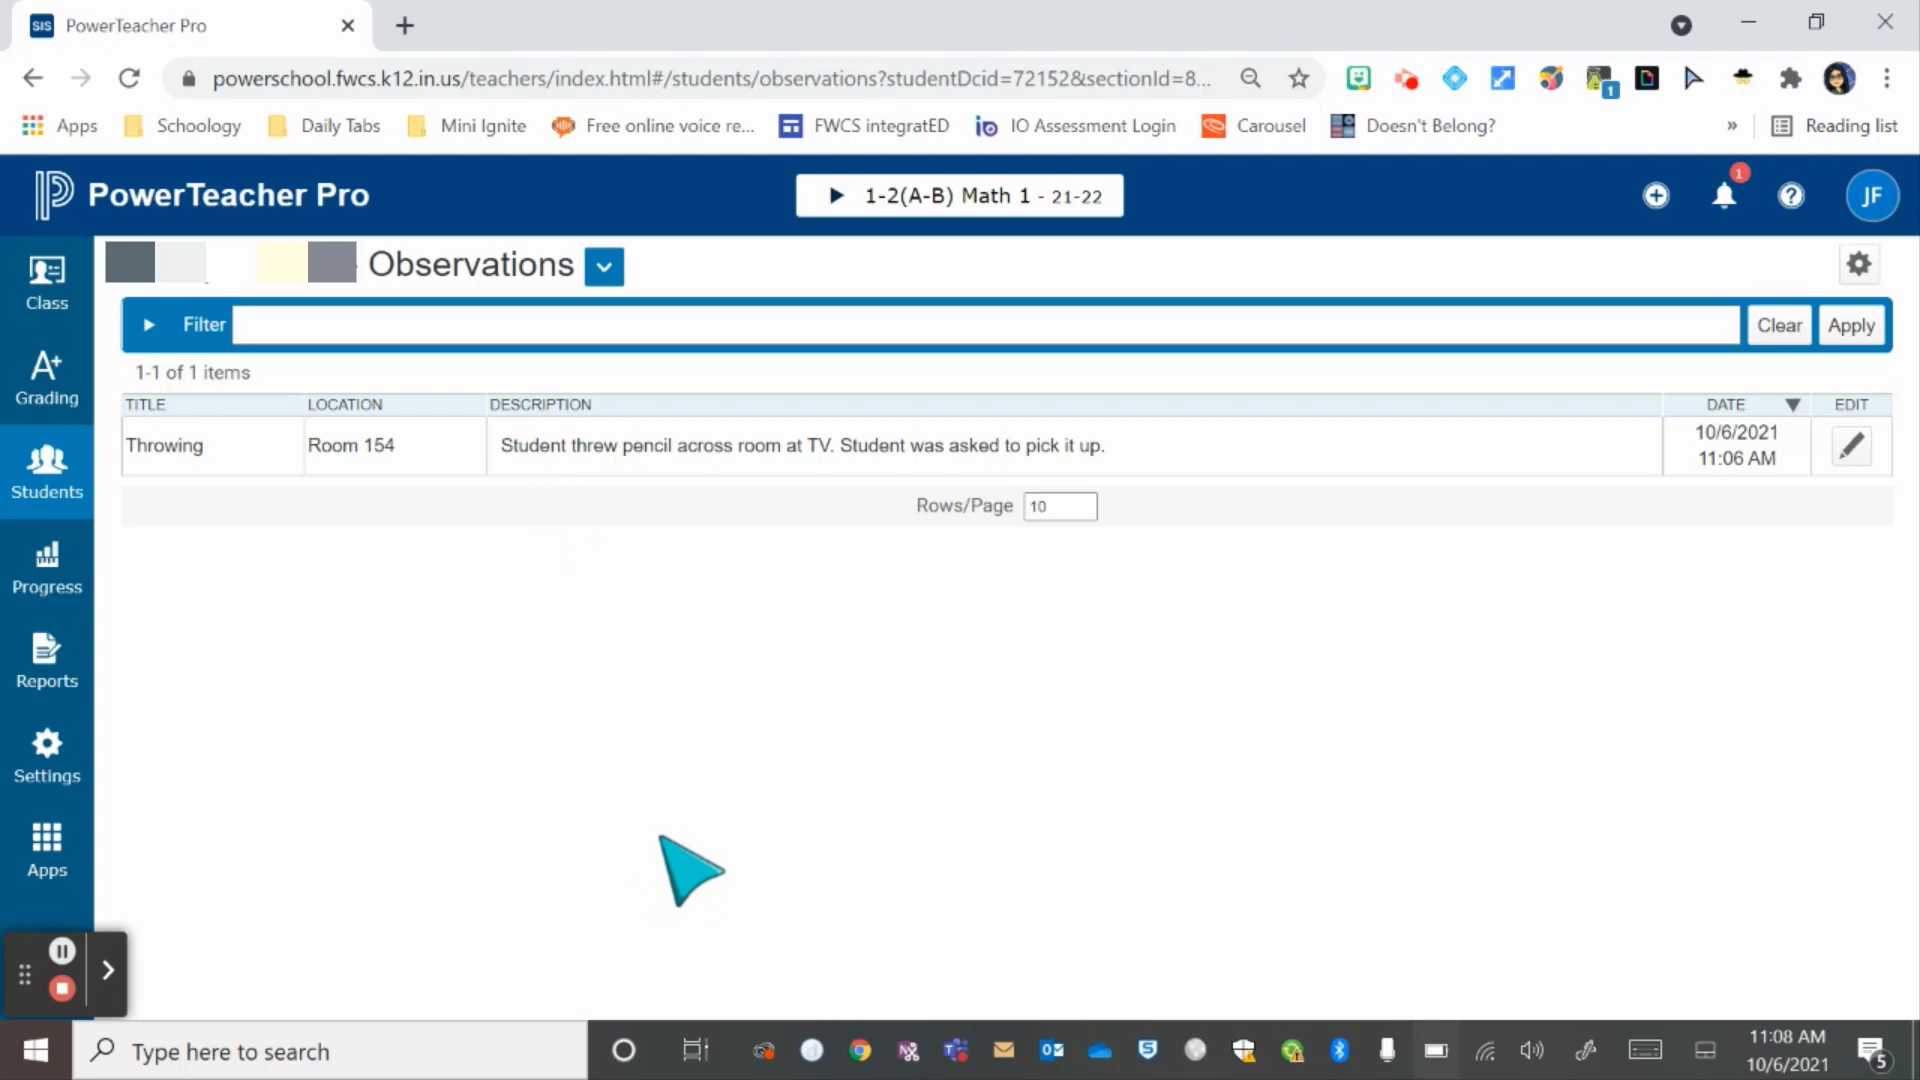 SIS PowerTeacher Pro
powerschool.fwcs.k12.in.us/teachers/index.html#/students/observations?studentDcid=72152&sectionId=8...
1
Apps Schoology Daily Tabs Mini Ignite Free online voice re... FWCS integratED IO Assessment Login Carousel Doesn't Belong? » Reading list
PowerTeacher Pro 1-2(A-B) Math 1 - 21-22 1 JF
Observations
Class
Filter Clear Apply
1-1 of 1 items
Grading
TITLE LOCATION DESCRIPTION DATE EDIT
Throwing Room 154 Student threw pencil across room at TV. Student was asked to pick it up. 10/6/2021
11:06 AM
Students
Rows/Page 10
Progress
Reports
Settings
Apps
Type here to search
11:08 AM
10/6/2021
5